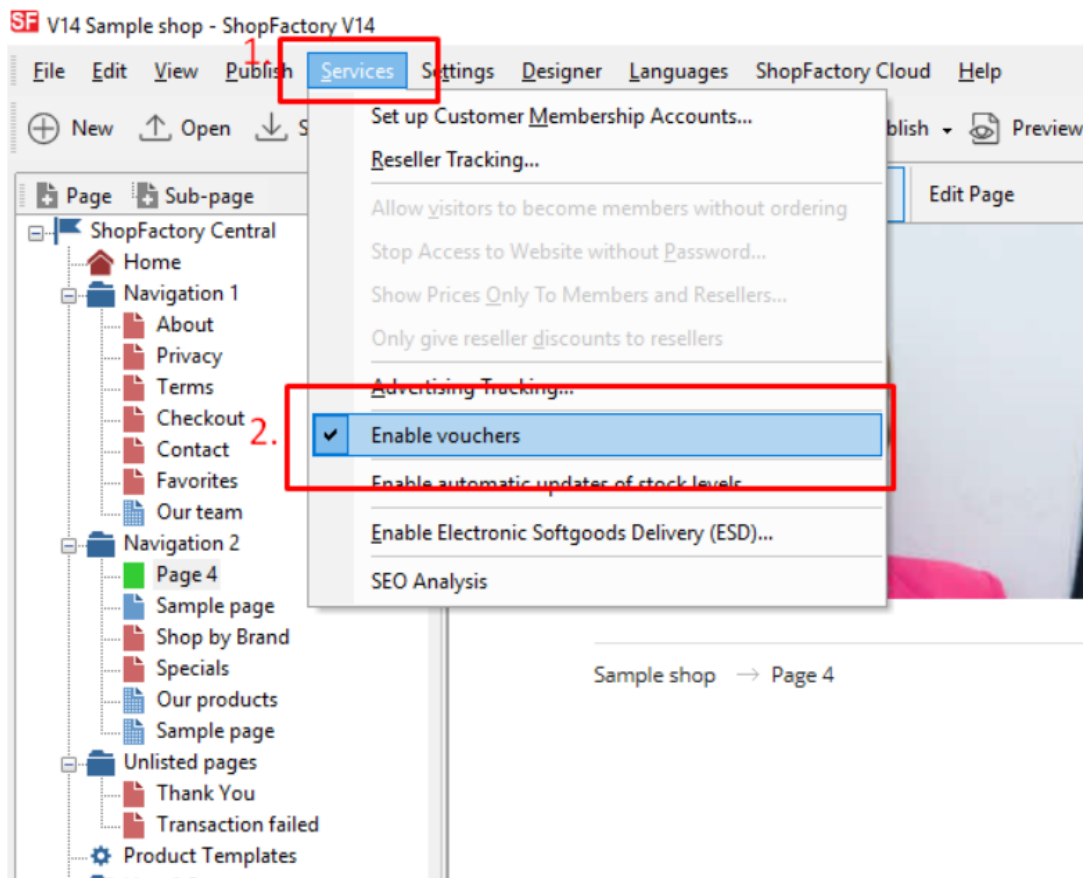 SF V14 Sample shop - ShopFactory V14
1.
File Edit View Publish Services Settings Designer Languages ShopFactory Cloud Help
New Open S
Set up Customer Membership Accounts...
blish Preview
Reseller Tracking...
Page Sub-page
Allow visitors to become members without ordering
Edit Page
Stop Access to Website without Password...
Show Prices Only To Members and Resellers...
Only give reseller discounts to resellers
Advertising Tracking...
2.
Enable vouchers
Enable automatic updates of stock levels
Enable Electronic Softgoods Delivery (ESD)...
SEO Analysis
ShopFactory Central
Home
Navigation 1
About
Privacy
Terms
Checkout
Contact
Favorites
Our team
Navigation 2
Page 4
Sample page
Shop by Brand
Specials
Our products
Sample page
Unlisted pages
Thank You
Transaction failed
Product Templates
Sample shop → Page 4